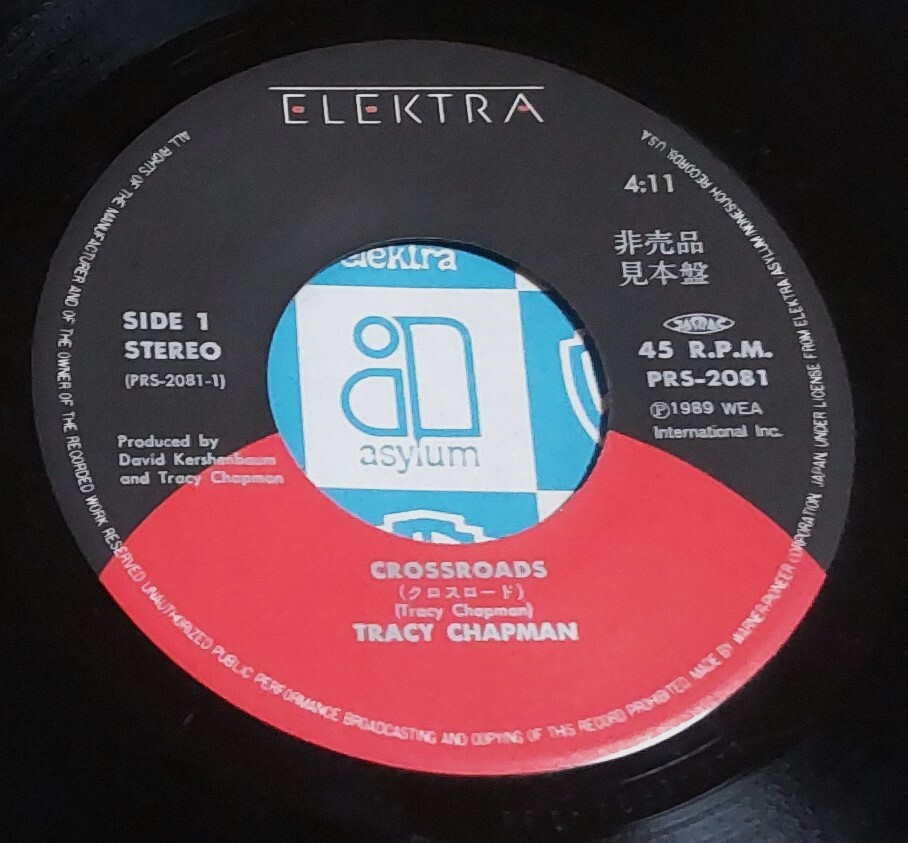 ELEKTRA
4:11
非売品
見本盤
JASRAC
SIDE 1
STEREO
(PRS-2081-1)
45 R.P.M.
PRS-2081
Ⓟ1989 WEA
International Inc.
Produced by
David Kershenbaum
and Tracy Chapman
elektra
asylum
CROSSROADS
(クロスロード)
(Tracy Chapman)
TRACY CHAPMAN
ALL RIGHTS OF THE MANUFACTURER AND OF THE OWNER OF THE RECORDED WORK RESERVED UNAUTHORIZED PUBLIC PERFORMANCE BROADCASTING AND COPYING OF THIS RECORD PROHIBITED MADE BY WARNER-PIONEER CORPORATION JAPAN UNDER LICENSE FROM ELEKTRA ASYLUM NONESUCH RECORDS, U.S.A